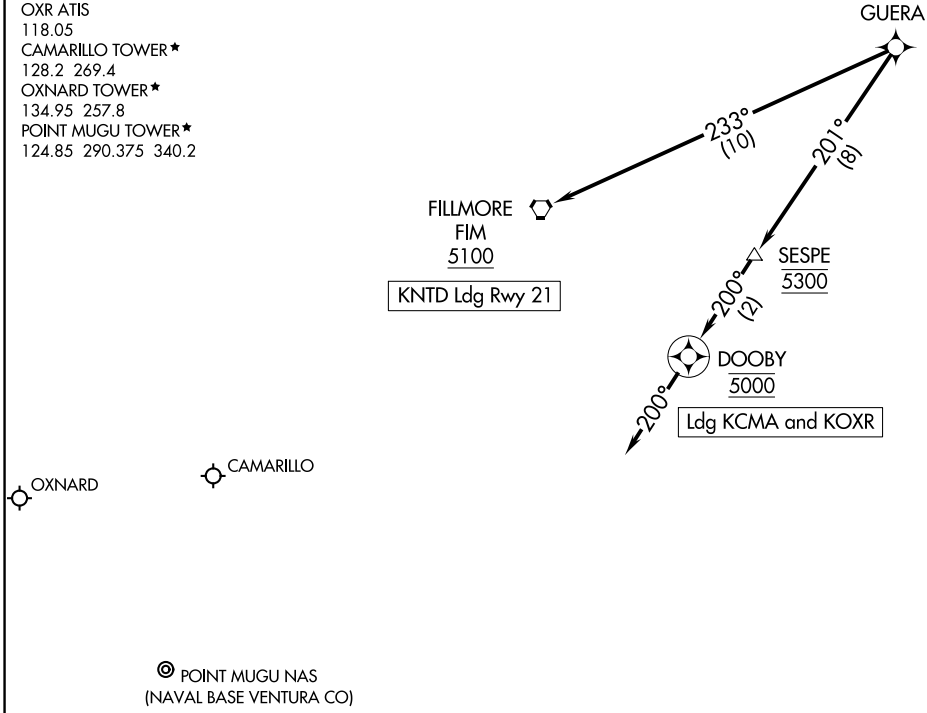 OXR ATIS
118.05
CAMARILLO TOWER★
128.2 269.4
OXNARD TOWER★
134.95 257.8
POINT MUGU TOWER★
124.85 290.375 340.2
GUERA
233°
(10)
201°
(8)
FILLMORE
FIM
5100
KNTD Ldg Rwy 21
SESPE
5300
200°
(2)
DOOBY
5000
200°
Ldg KCMA and KOXR
CAMARILLO
OXNARD
POINT MUGU NAS
(NAVAL BASE VENTURA CO)